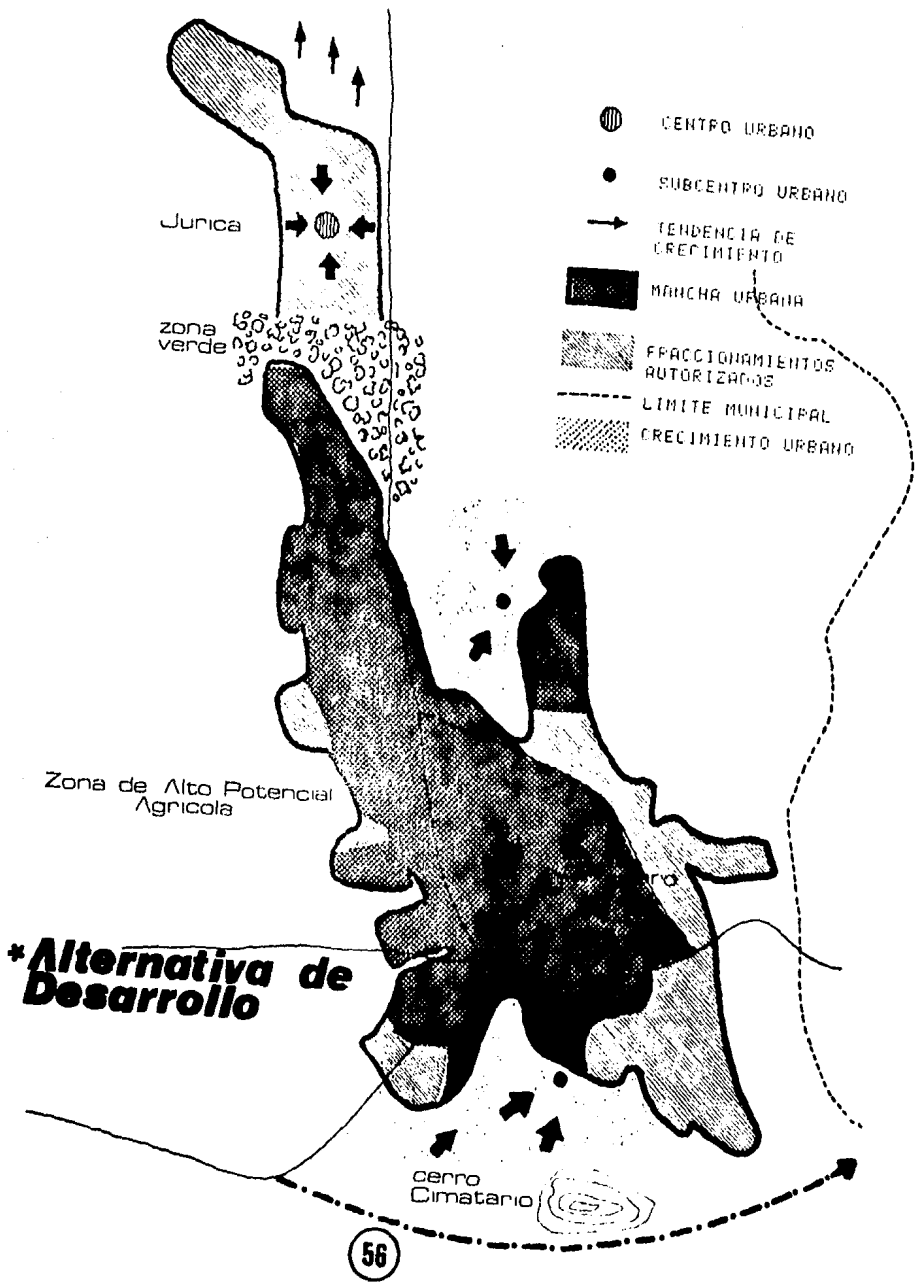 CENTRO URBANO
SUBCENTRO URBANO
TENDENCIA DE
CRECIMIENTO
MANCHA URBANA
FRACCIONAMIENTOS
AUTORIZADOS
LIMITE MUNICIPAL
CRECIMIENTO URBANO
Jurica
zona
verde
Zona de Alto Potencial
Agricola
*Alternativa de
Desarrollo
cerro
Cimatario
56